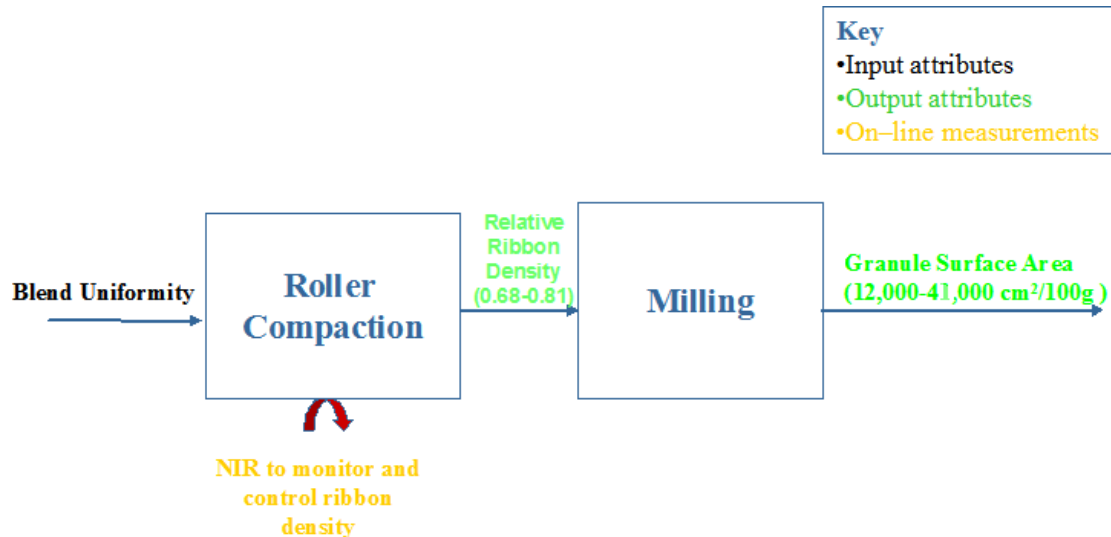 Key
•Input attributes
•Output attributes
•On–line measurements
Relative
Ribbon
Density
(0.68-0.81)
Blend Uniformity
Roller
Compaction
Milling
Granule Surface Area
(12,000-41,000 cm²/100g )
NIR to monitor and
control ribbon
density